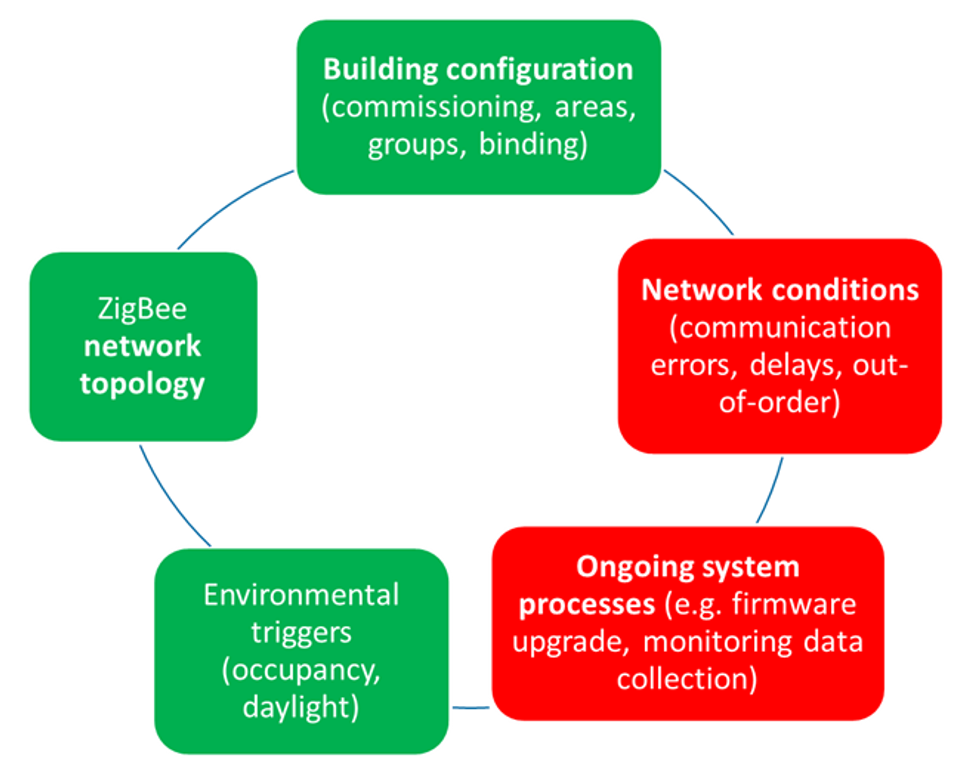 Building configuration
(commissioning, areas,
groups, binding)
Network conditions
(communication
errors, delays, out-
of-order)
Ongoing system
processes (e.g. firmware
upgrade, monitoring data
collection)
Environmental
triggers
(occupancy,
daylight)
ZigBee
network
topology